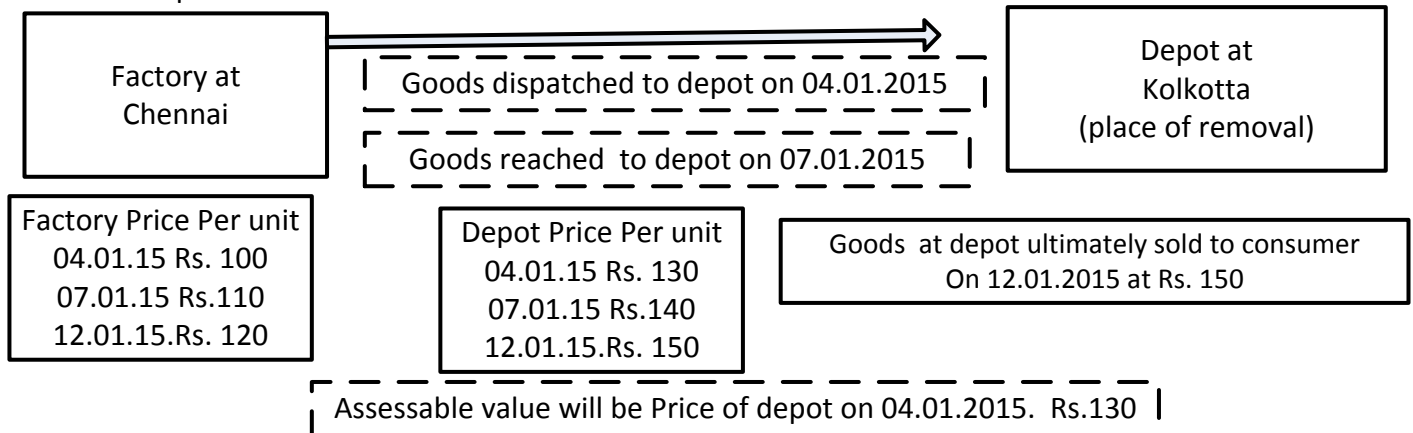 Factory at
Chennai
Goods dispatched to depot on 04.01.2015
Goods reached to depot on 07.01.2015
Depot at
Kolkotta
(place of removal)
Factory Price Per unit
04.01.15 Rs. 100
07.01.15 Rs.110
12.01.15.Rs. 120
Depot Price Per unit
04.01.15 Rs. 130
07.01.15 Rs.140
12.01.15.Rs. 150
Goods at depot ultimately sold to consumer
On 12.01.2015 at Rs. 150
Assessable value will be Price of depot on 04.01.2015. Rs.130